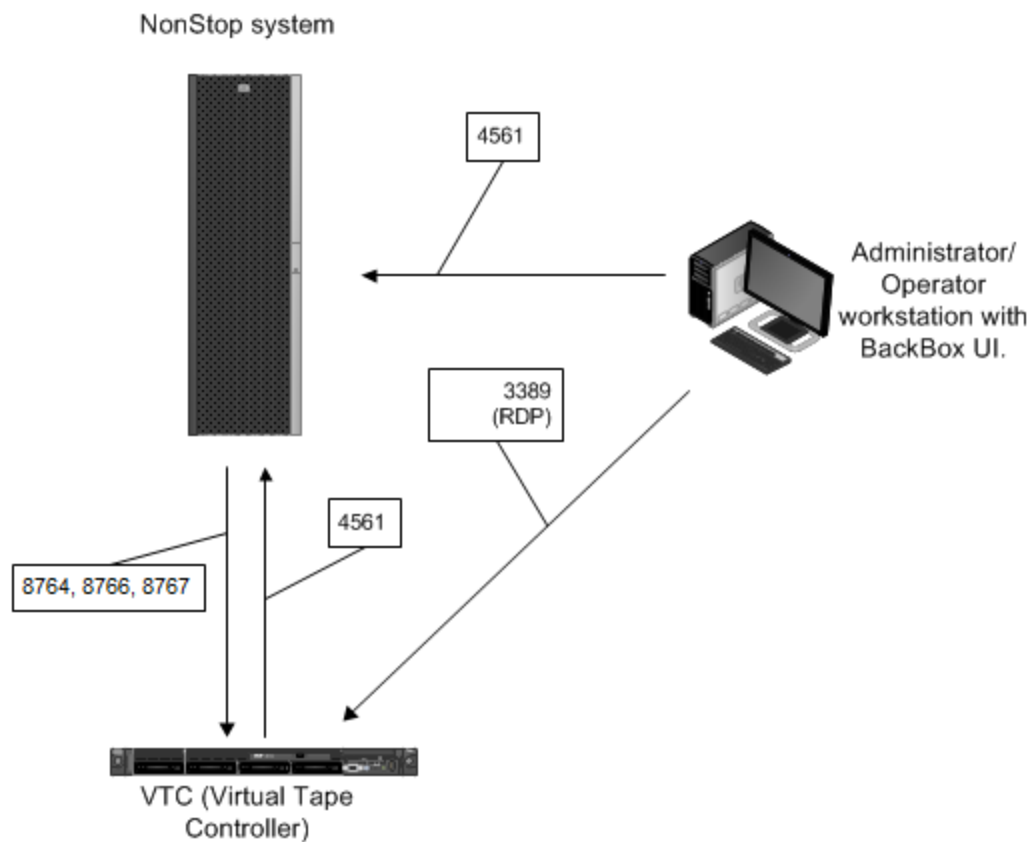 NonStop system
4561
Administrator/
Operator
workstation with
BackBox UI.
3389
(RDP)
4561
8764, 8766, 8767
VTC (Virtual Tape
Controller)